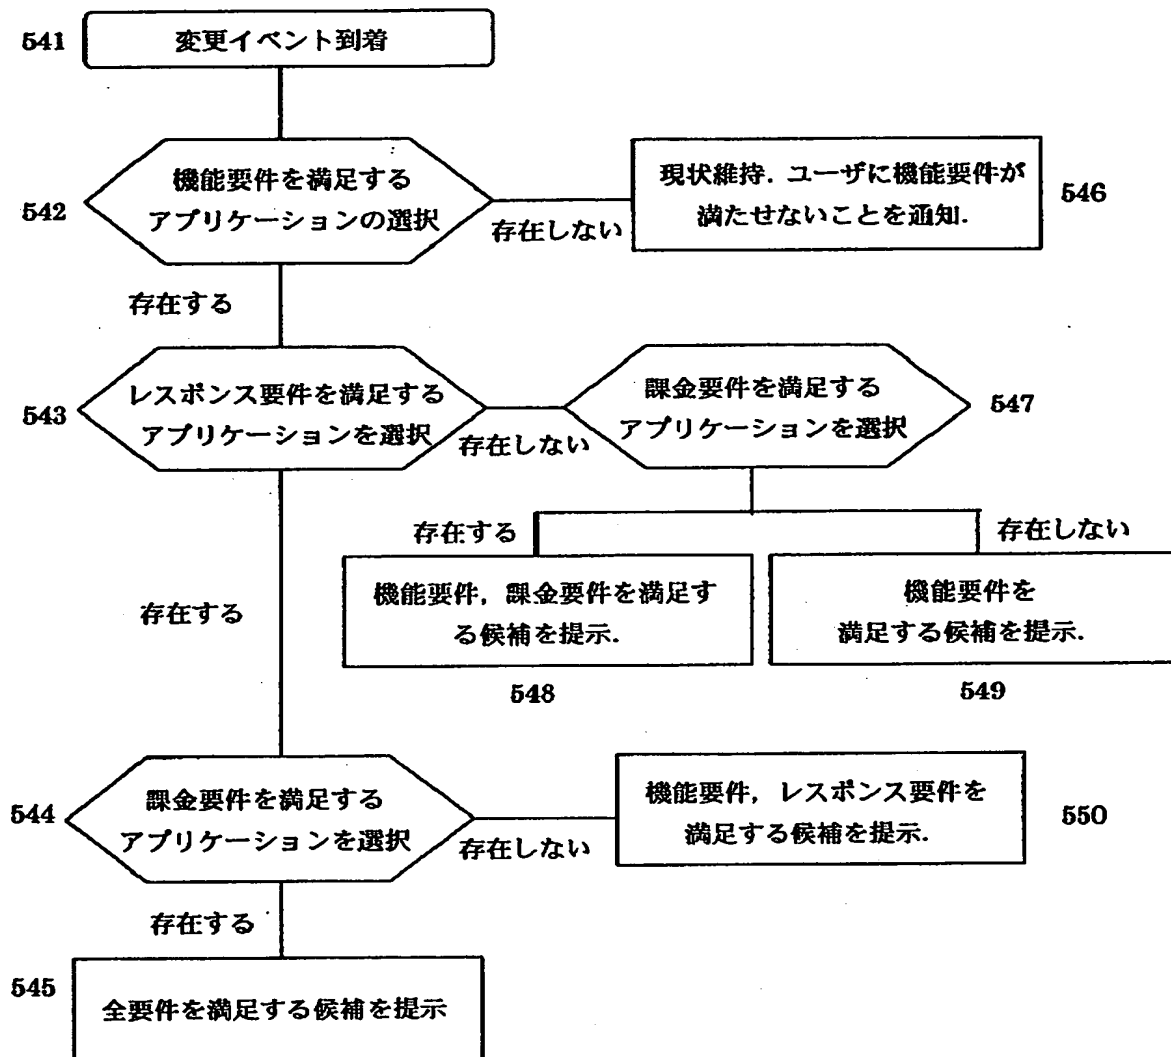 541
変更イベント到着
542
機能要件を満足する
アプリケーションの選択
存在しない
現状維持. ユーザに機能要件が
満たせないことを通知.
546
存在する
543
レスポンス要件を満足する
アプリケーションを選択
存在しない
課金要件を満足する
アプリケーションを選択
547
存在する
機能要件, 課金要件を満足す
る候補を提示.
548
存在しない
機能要件を
満足する候補を提示.
549
存在する
544
課金要件を満足する
アプリケーションを選択
存在しない
機能要件, レスポンス要件を
満足する候補を提示.
550
存在する
545
全要件を満足する候補を提示